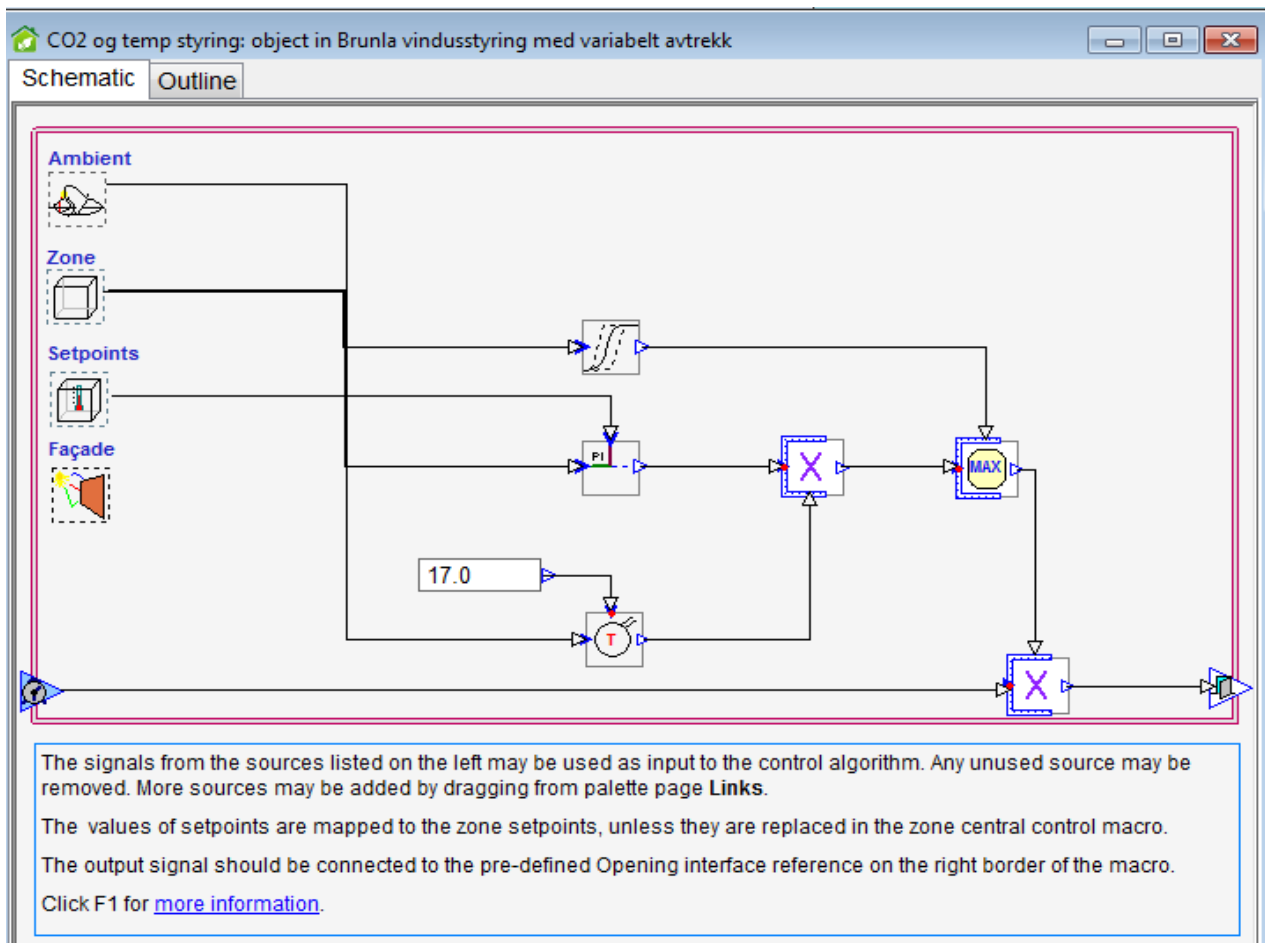 CO2 og temp styring: object in Brunla vindusstyring med variabelt avtrekk
Schematic Outline
Ambient
Zone
Setpoints
Façade
PI
X
MAX
17.0
T
X
The signals from the sources listed on the left may be used as input to the control algorithm. Any unused source may be
removed. More sources may be added by dragging from palette page Links.
The values of setpoints are mapped to the zone setpoints, unless they are replaced in the zone central control macro.
The output signal should be connected to the pre-defined Opening interface reference on the right border of the macro.
Click F1 for more information.